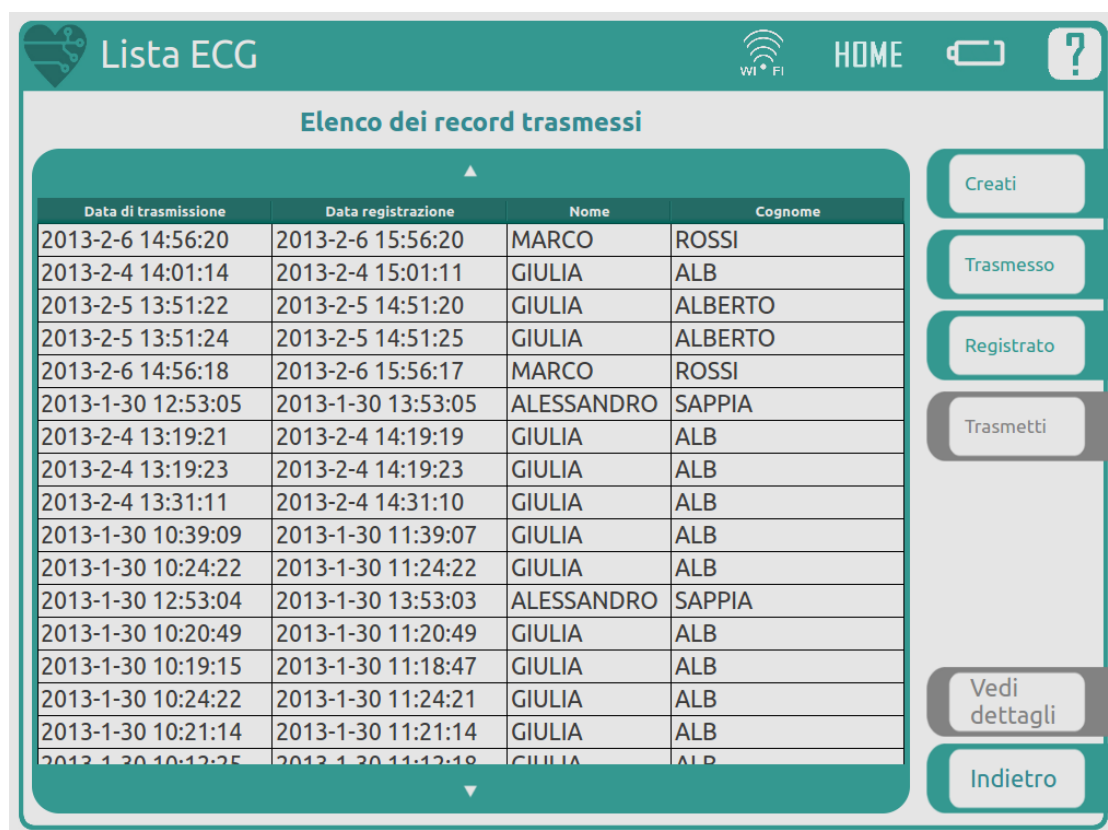 Lista ECG
WI FI
HOME
?
Elenco dei record trasmessi
Data di trasmissione Data registrazione Nome Cognome
2013-2-6 14:56:20 2013-2-6 15:56:20 MARCO ROSSI
2013-2-4 14:01:14 2013-2-4 15:01:11 GIULIA ALB
2013-2-5 13:51:22 2013-2-5 14:51:20 GIULIA ALBERTO
2013-2-5 13:51:24 2013-2-5 14:51:25 GIULIA ALBERTO
2013-2-6 14:56:18 2013-2-6 15:56:17 MARCO ROSSI
2013-1-30 12:53:05 2013-1-30 13:53:05 ALESSANDRO SAPPIA
2013-2-4 13:19:21 2013-2-4 14:19:19 GIULIA ALB
2013-2-4 13:19:23 2013-2-4 14:19:23 GIULIA ALB
2013-2-4 13:31:11 2013-2-4 14:31:10 GIULIA ALB
2013-1-30 10:39:09 2013-1-30 11:39:07 GIULIA ALB
2013-1-30 10:24:22 2013-1-30 11:24:22 GIULIA ALB
2013-1-30 12:53:04 2013-1-30 13:53:03 ALESSANDRO SAPPIA
2013-1-30 10:20:49 2013-1-30 11:20:49 GIULIA ALB
2013-1-30 10:19:15 2013-1-30 11:18:47 GIULIA ALB
2013-1-30 10:24:22 2013-1-30 11:24:21 GIULIA ALB
2013-1-30 10:21:14 2013-1-30 11:21:14 GIULIA ALB
Creati
Trasmesso
Registrato
Trasmetti
Vedi
dettagli
Indietro